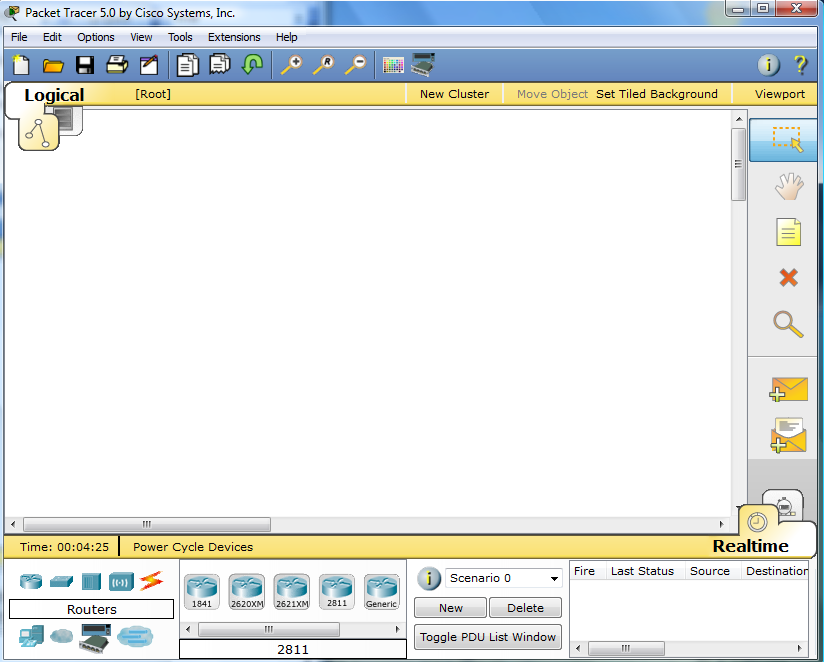 Packet Tracer 5.0 by Cisco Systems, Inc.
File Edit Options View Tools Extensions Help
Logical [Root] New Cluster Move Object Set Tiled Background Viewport
Time: 00:04:25 Power Cycle Devices Realtime
Routers
1841 2620XM 2621XM 2811 Generic
2811
Scenario 0
New Delete
Toggle PDU List Window
Fire Last Status Source Destination